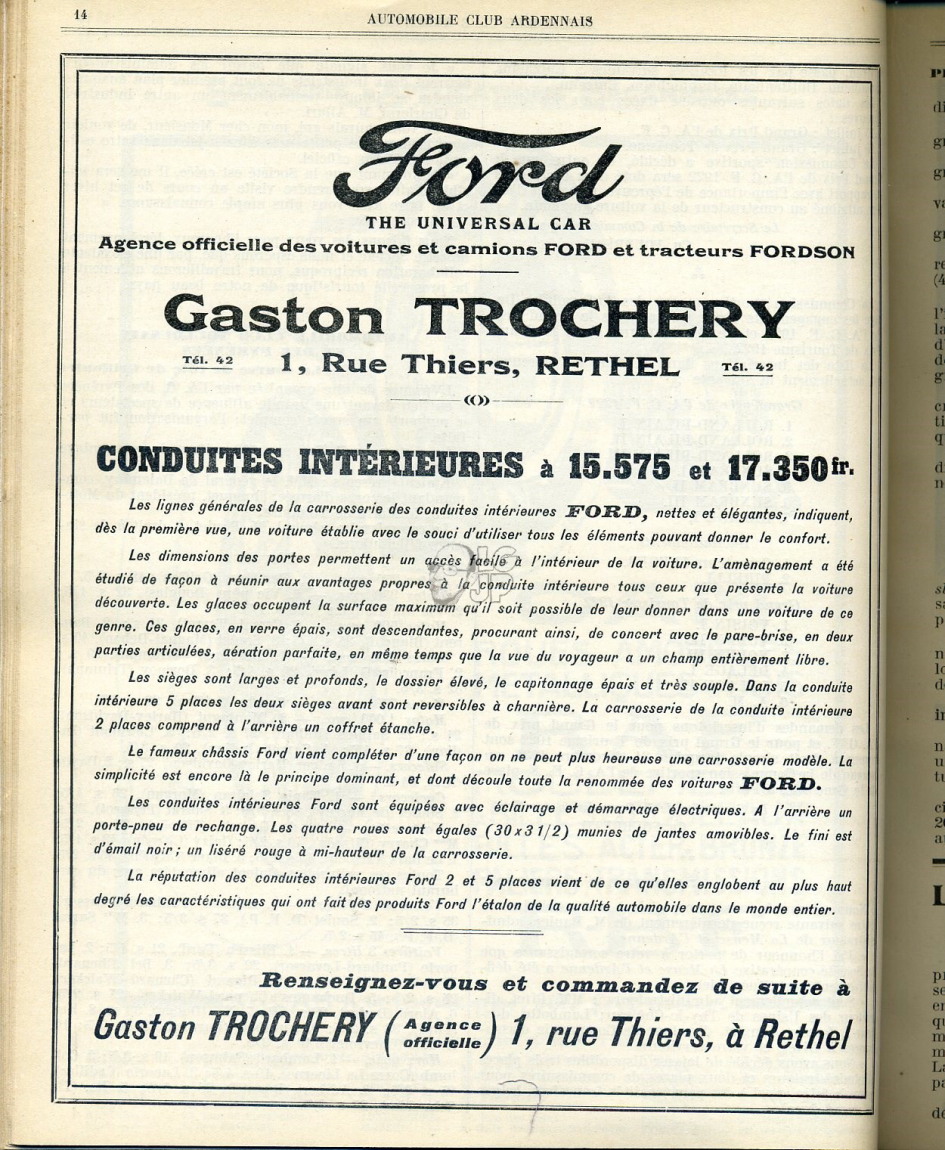 14
AUTOMOBILE CLUB ARDENNAIS
Ford
THE UNIVERSAL CAR
Agence officielle des voitures et camions FORD et tracteurs FORDSON
Gaston TROCHERY
Tél. 42 1, Rue Thiers, RETHEL Tél. 42
CONDUITES INTÉRIEURES à 15.575 et 17.350 fr.
Les lignes générales de la carrosserie des conduites intérieures FORD, nettes et élégantes, indiquent,
dès la première vue, une voiture établie avec le souci d'utiliser tous les éléments pouvant donner le confort.
Les dimensions des portes permettent un accès facile à l'intérieur de la voiture. L'amènagement a été
étudié de façon à réunir aux avantages propres à la conduite intérieure tous ceux que présente la voiture
découverte. Les glaces occupent la surface maximum qu'il soit possible de leur donner dans une voiture de ce
genre. Ces glaces, en verre épais, sont descendantes, procurant ainsi, de concert avec le pare-brise, en deux
parties articulées, aération parfaite, en même temps que la vue du voyageur a un champ entièrement libre.
Les sièges sont larges et profonds, le dossier élevé, le capitonnage épais et très souple. Dans la conduite
intérieure 5 places les deux sièges avant sont reversibles à charnière. La carrosserie de la conduite intérieure
2 places comprend à l'arrière un coffret étanche.
Le fameux châssis Ford vient compléter d'une façon on ne peut plus heureuse une carrosserie modèle. La
simplicité est encore là le principe dominant, et dont découle toute la renommée des voitures FORD.
Les conduites intérieures Ford sont équipées avec éclairage et démarrage électriques. A l'arrière un
porte-pneu de rechange. Les quatre roues sont égales (30x31/2) munies de jantes amovibles. Le fini est
d'émail noir ; un liséré rouge à mi-hauteur de la carrosserie.
La réputation des conduites intérieures Ford 2 et 5 places vient de ce qu'elles englobent au plus haut
degré les caractéristiques qui ont fait des produits Ford l'étalon de la qualité automobile dans le monde entier.
Renseignez-vous et commandez de suite à
Gaston TROCHERY (Agence officielle) 1, rue Thiers, à Rethel